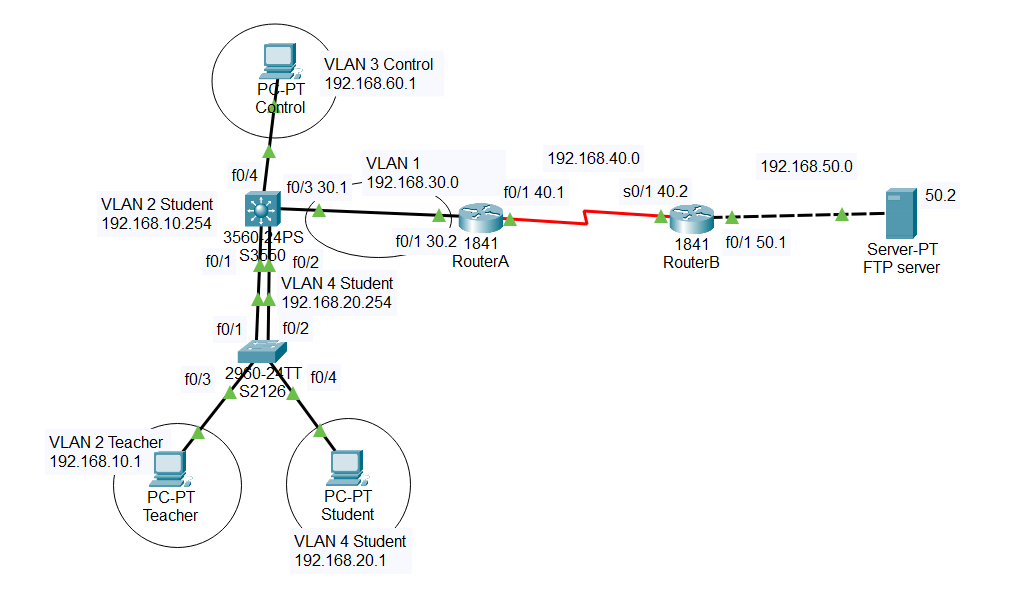 VLAN 3 Control
192.168.60.1
PC-PT
Control
f0/4
VLAN 1
192.168.30.0
192.168.40.0
192.168.50.0
f0/3 30.1
f0/1 40.1
s0/1 40.2
50.2
VLAN 2 Student
192.168.10.254
3560-24PS
S3550
f0/1 30.2
1841
RouterA
1841
RouterB
f0/1 50.1
Server-PT
FTP server
f0/1
f0/2
VLAN 4 Student
192.168.20.254
f0/1
f0/2
2960-24TT
S2126
f0/3
f0/4
VLAN 2 Teacher
192.168.10.1
PC-PT
Teacher
PC-PT
Student
VLAN 4 Student
192.168.20.1